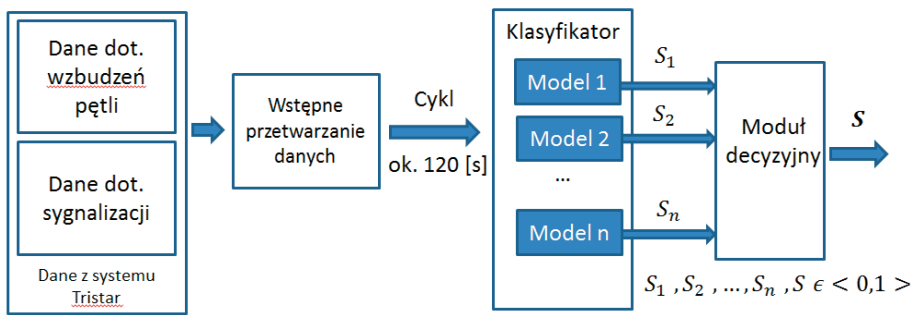 Dane dot.
wzbudzeń
pętli
Dane dot.
sygnalizacji
Dane z systemu
Tristar
Wstępne
przetwarzanie
danych
Cykl
ok. 120 [s]
Klasyfikator
Model 1
Model 2
...
Model n
S₁
S₂
Sₙ
Moduł
decyzyjny
S
S₁ , S₂ , …, Sₙ , S ϵ < 0,1 >